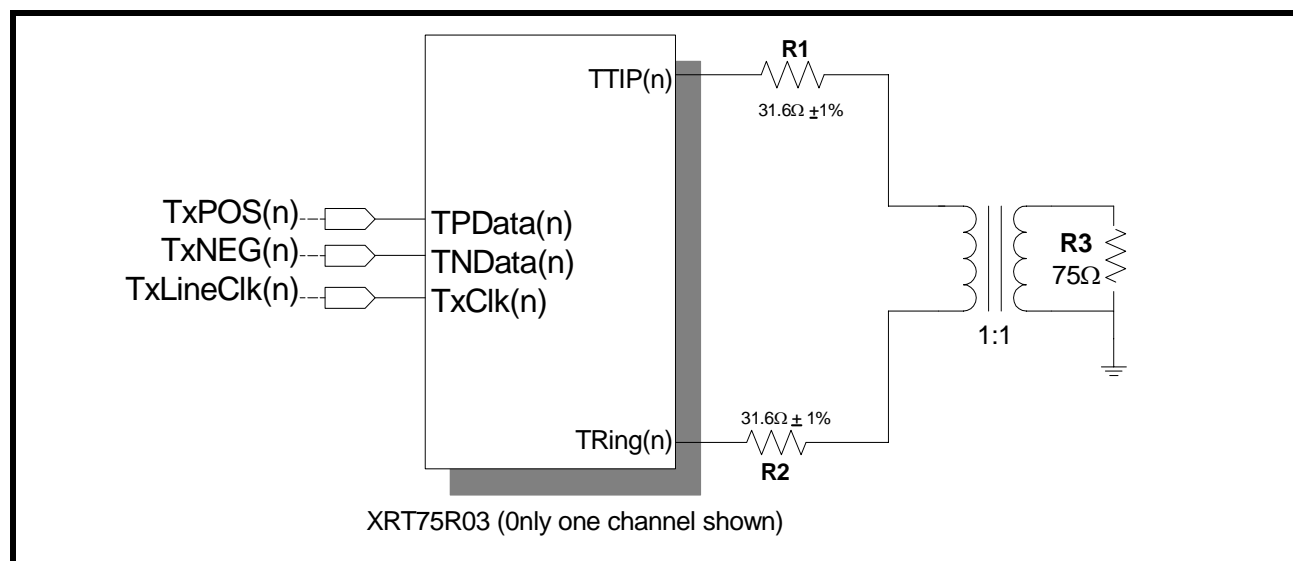 R1
TTIP(n)
31.6Ω ±1%
TxPOS(n)
TPData(n)
TxNEG(n)
TNData(n)
TxLineClk(n)
TxClk(n)
R3
75Ω
1:1
31.6Ω ± 1%
TRing(n)
R2
XRT75R03 (0nly one channel shown)